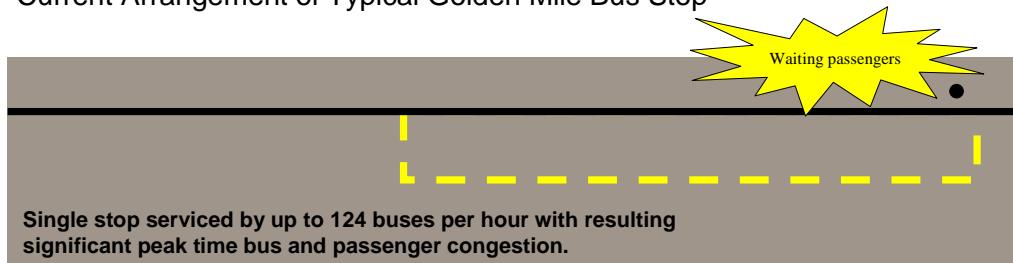 Current Arrangement of Typical Golden Mile Bus Stop
Waiting passengers
Single stop serviced by up to 124 buses per hour with resulting
significant peak time bus and passenger congestion.